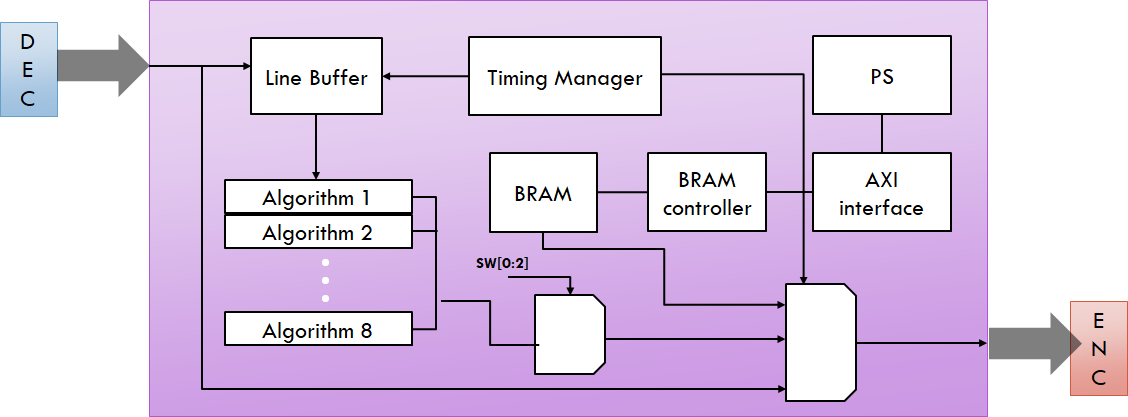 D
E
C
Line Buffer
Timing Manager
PS
BRAM
BRAM
controller
AXI
interface
Algorithm 1
Algorithm 2
Algorithm 8
SW[0:2]
E
N
C